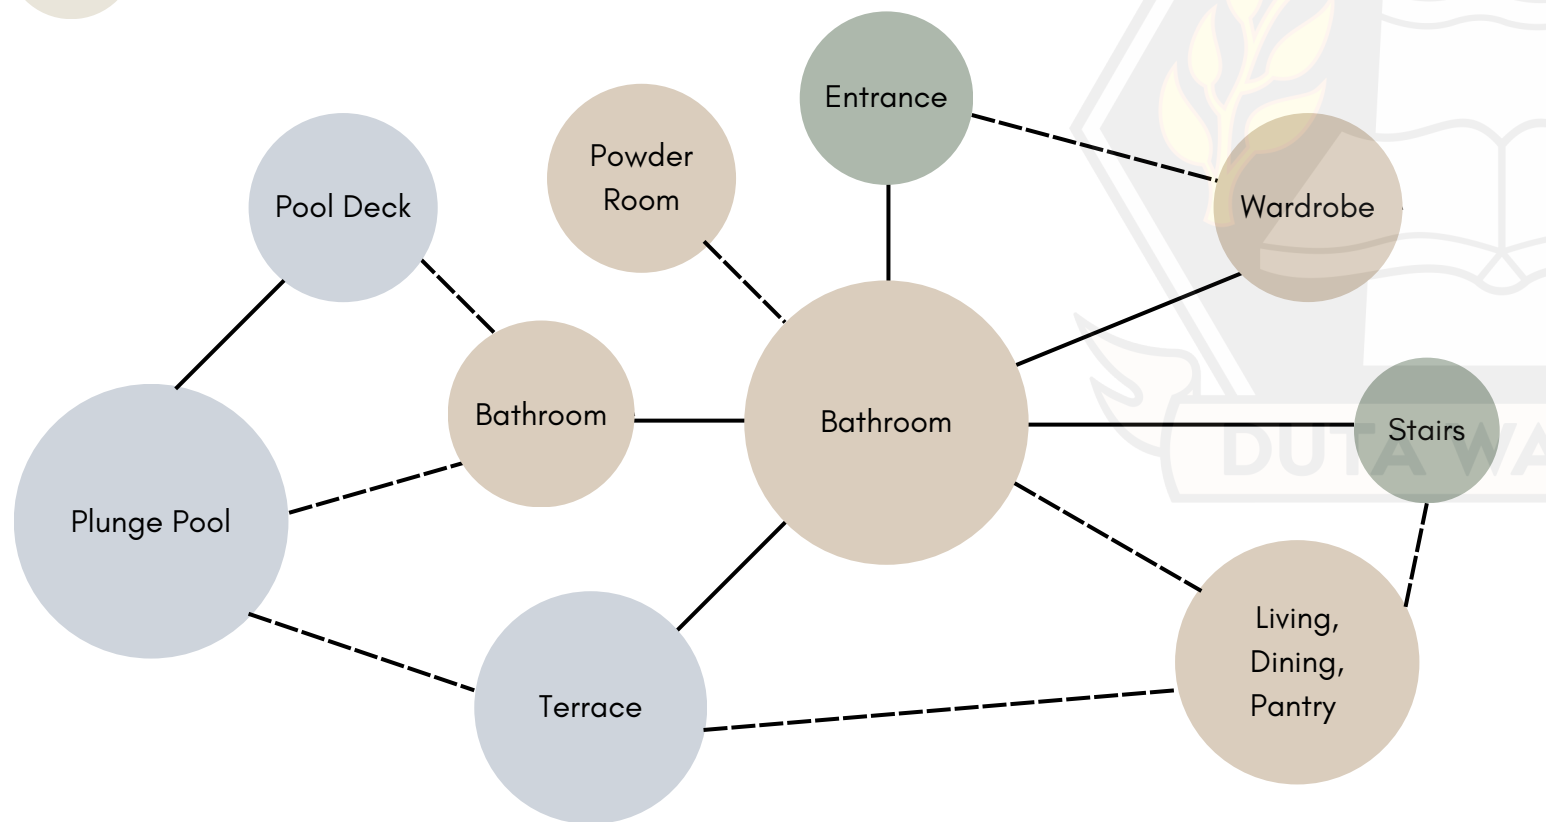 Entrance
Powder
Room
Pool Deck
Wardrobe
Bathroom
Bathroom
Stairs
DUTA WA
Plunge Pool
Living,
Dining,
Pantry
Terrace